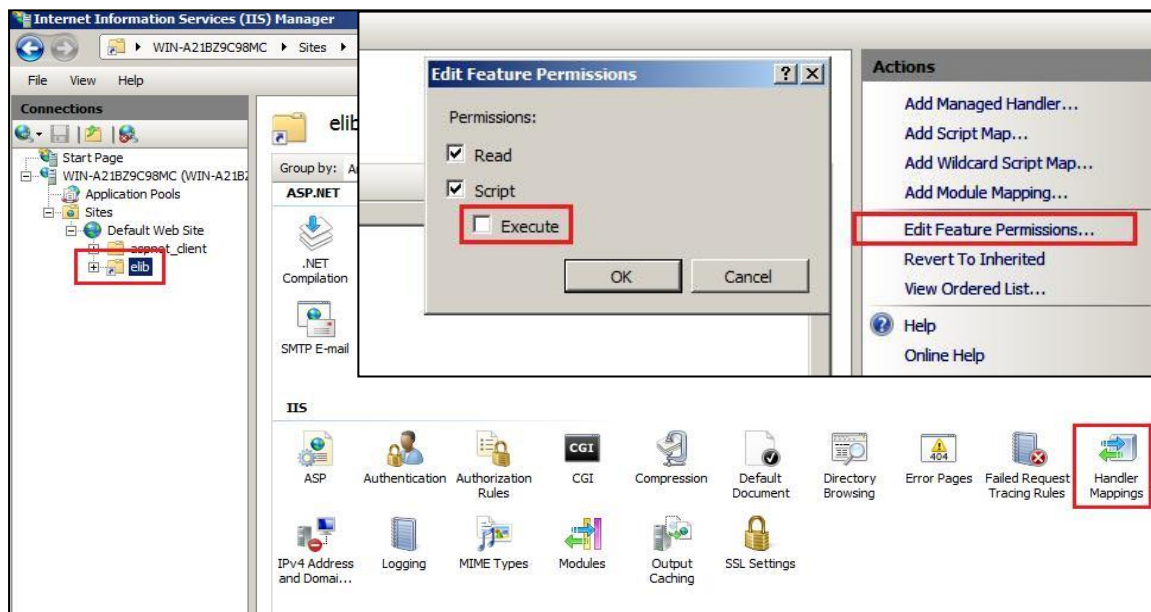 Internet Information Services (IIS) Manager
WIN-A21BZ9C98MC Sites
File View Help
Connections
Start Page
WIN-A21BZ9C98MC (WIN-A21BZ
Application Pools
Sites
Default Web Site
aspnet_client
elib
elib
Group by:
ASP.NET
.NET
Compilation
SMTP E-mail
Edit Feature Permissions
Permissions:
Read
Script
Execute
OK Cancel
Actions
Add Managed Handler...
Add Script Map...
Add Wildcard Script Map...
Add Module Mapping...
Edit Feature Permissions...
Revert To Inherited
View Ordered List...
Help
Online Help
IIS
ASP
Authentication
Authorization
Rules
CGI
CGI
Compression
Default
Document
Directory
Browsing
404
Error Pages
Failed Request
Tracing Rules
Handler
Mappings
IPv4 Address
and Domai...
Logging
MIME Types
Modules
Output
Caching
SSL Settings